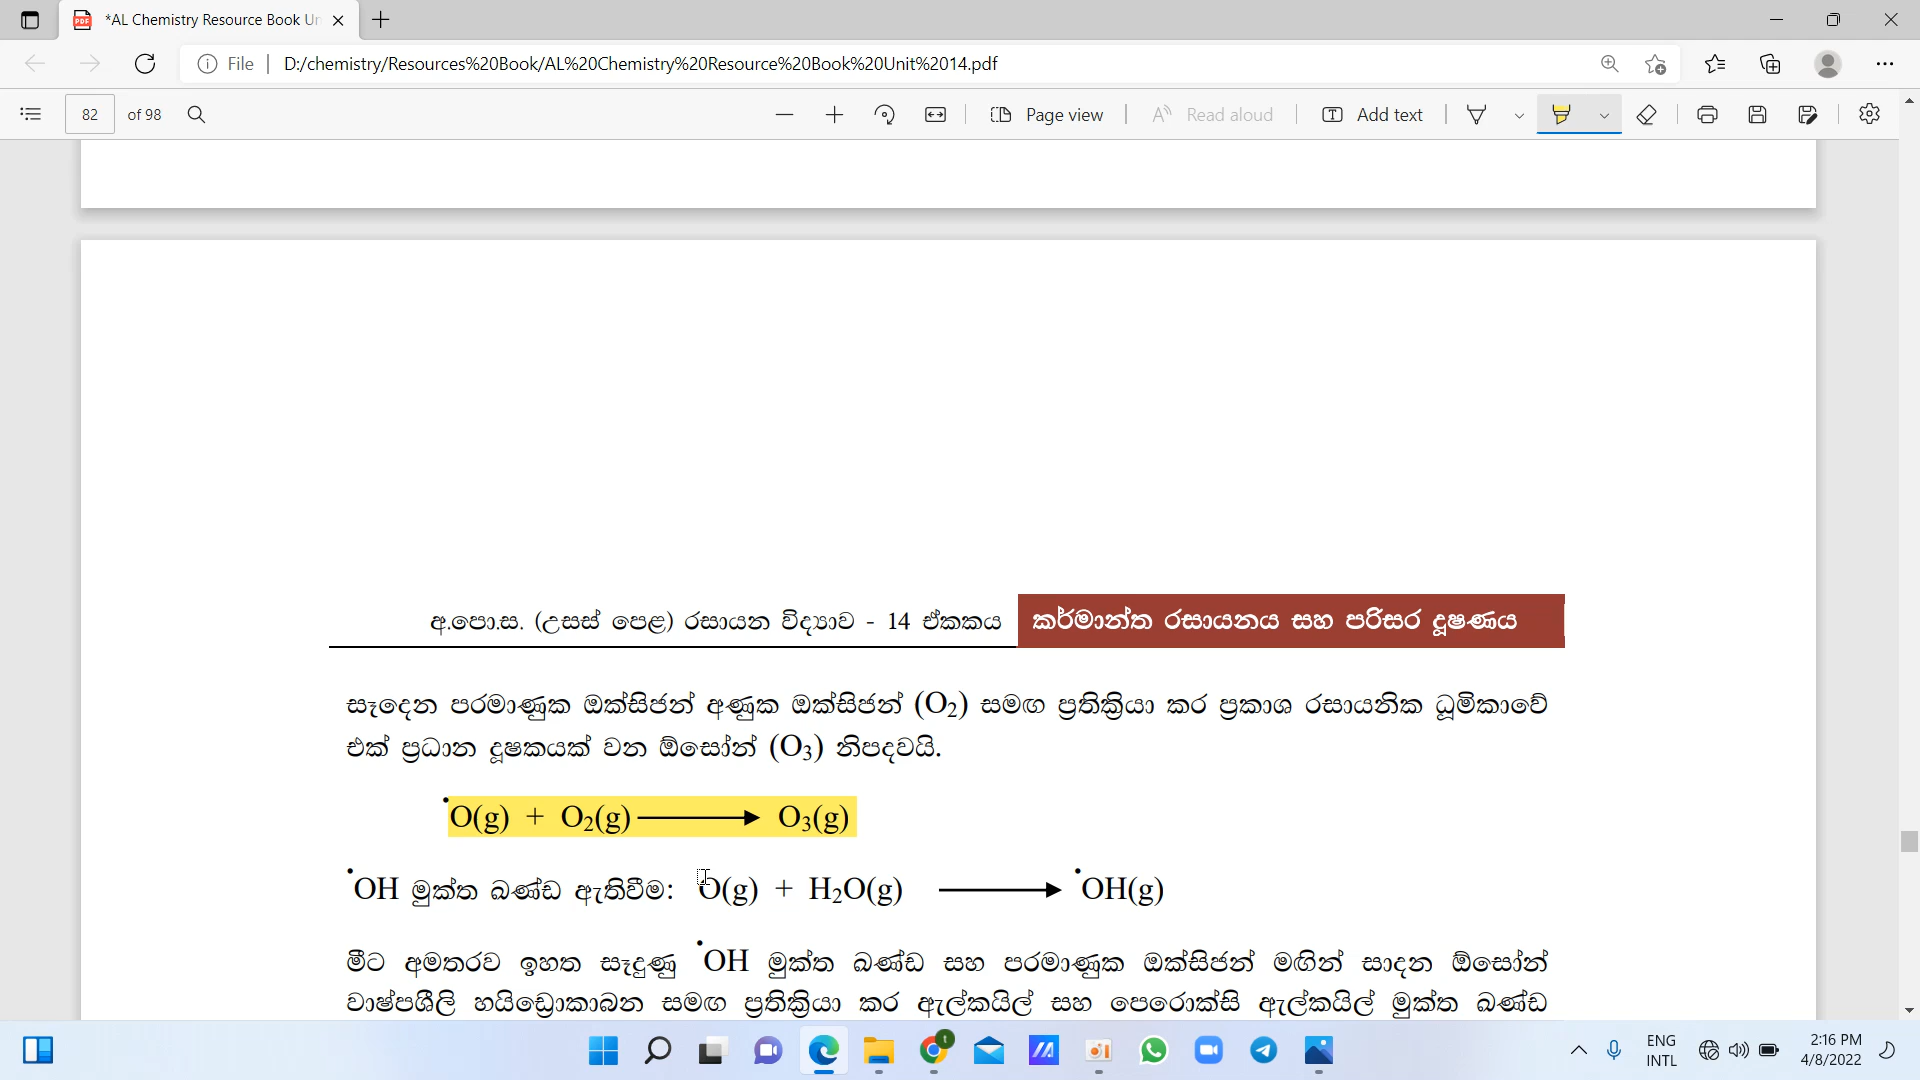 *AL Chemistry Resource Book Un
File
D:/chemistry/Resources%20Book/AL%20Chemistry%20Resource%20Book%20Unit%2014.pdf
82 of 98
Page view
Read aloud
Add text
අ.පො.ස. (උසස් පෙළ) රසායන විද්‍යාව - 14 ඒකකය කර්මාන්ත රසායනය සහ පරිසර දූෂණය
සෑදෙන පරමාණුක ඔක්සිජන් අණුක ඔක්සිජන් (O₂) සමඟ ප්‍රතික්‍රියා කර ප්‍රකාශ රසායනික ධූමිකාවේ
එක් ප්‍රධාන දූෂකයක් වන ඕසෝන් (O₃) නිපදවයි.
•O(g) + O₂(g) ⟶ O₃(g)
•OH මුක්ත ඛණ්ඩ ඇතිවීම: O(g) + H₂O(g) ⟶ •OH(g)
මීට අමතරව ඉහත සෑදුණු •OH මුක්ත ඛණ්ඩ සහ පරමාණුක ඔක්සිජන් මඟින් සාදන ඕසෝන්
වාෂ්පශීලි හයිඩ්‍රොකාබන සමඟ ප්‍රතික්‍රියා කර ඇල්කයිල් සහ පෙරොක්සි ඇල්කයිල් මුක්ත ඛණ්ඩ
ENG
INTL
2:16 PM
4/8/2022